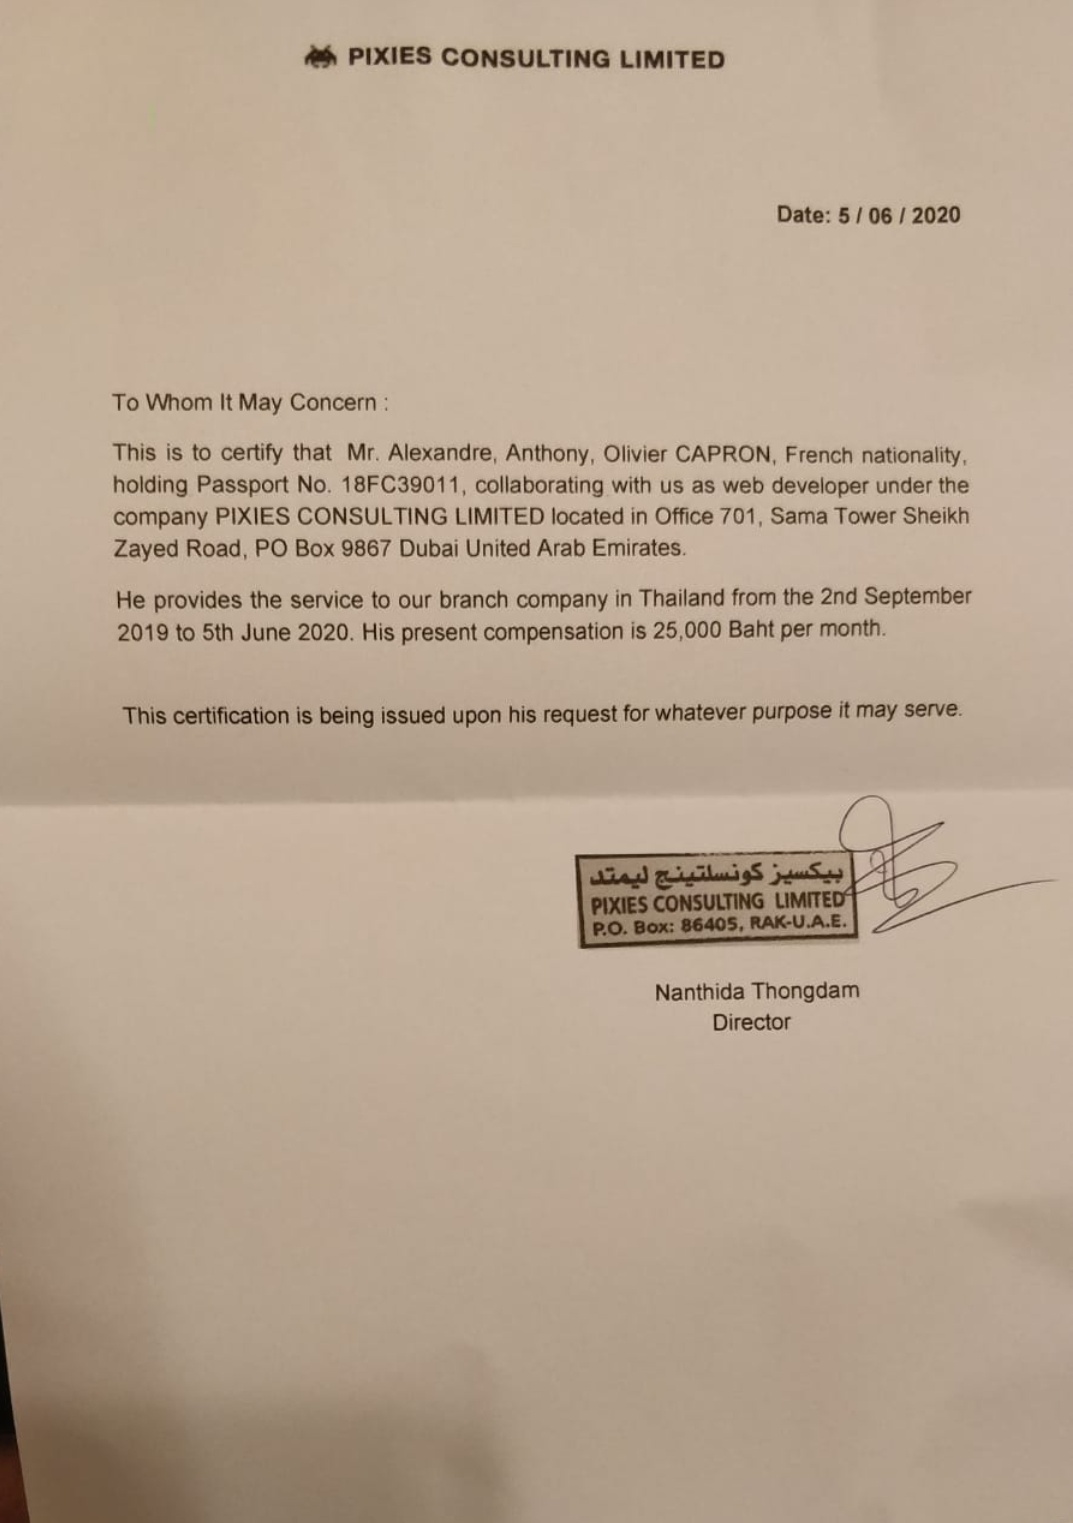 PIXIES CONSULTING LIMITED
Date: 5 / 06 / 2020
To Whom It May Concern :
This is to certify that Mr. Alexandre, Anthony, Olivier CAPRON, French nationality,
holding Passport No. 18FC39011, collaborating with us as web developer under the
company PIXIES CONSULTING LIMITED located in Office 701, Sama Tower Sheikh
Zayed Road, PO Box 9867 Dubai United Arab Emirates.
He provides the service to our branch company in Thailand from the 2nd September
2019 to 5th June 2020. His present compensation is 25,000 Baht per month.
This certification is being issued upon his request for whatever purpose it may serve.
بيكسيز كونسلتينج ليمتد
PIXIES CONSULTING LIMITED
P.O. Box: 86405, RAK-U.A.E.
Nanthida Thongdam
Director